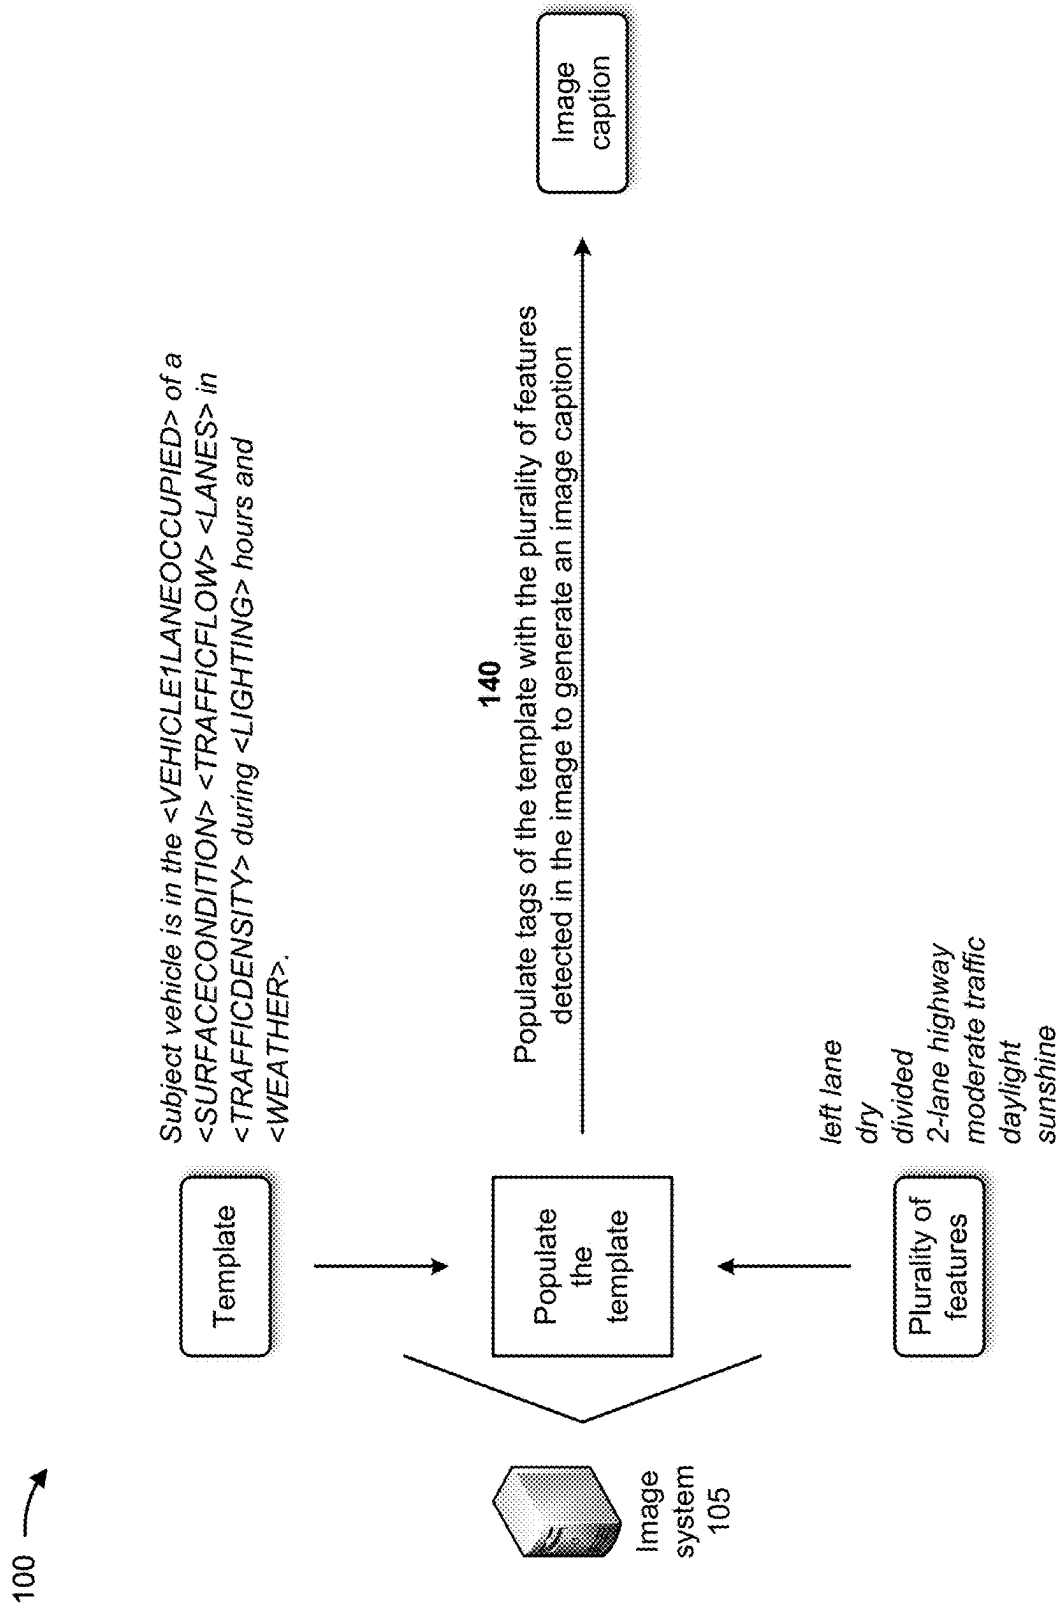 100
Image
system
105
Template
Subject vehicle is in the <VEHICLE1LANEOCCUPIED> of a
<SURFACECONDITION> <TRAFFICFLOW> <LANES> in
<TRAFFICDENSITY> during <LIGHTING> hours and
<WEATHER>.
Populate
the
template
140
Populate tags of the template with the plurality of features
detected in the image to generate an image caption
Image
caption
Plurality of
features
left lane
dry
divided
2-lane highway
moderate traffic
daylight
sunshine